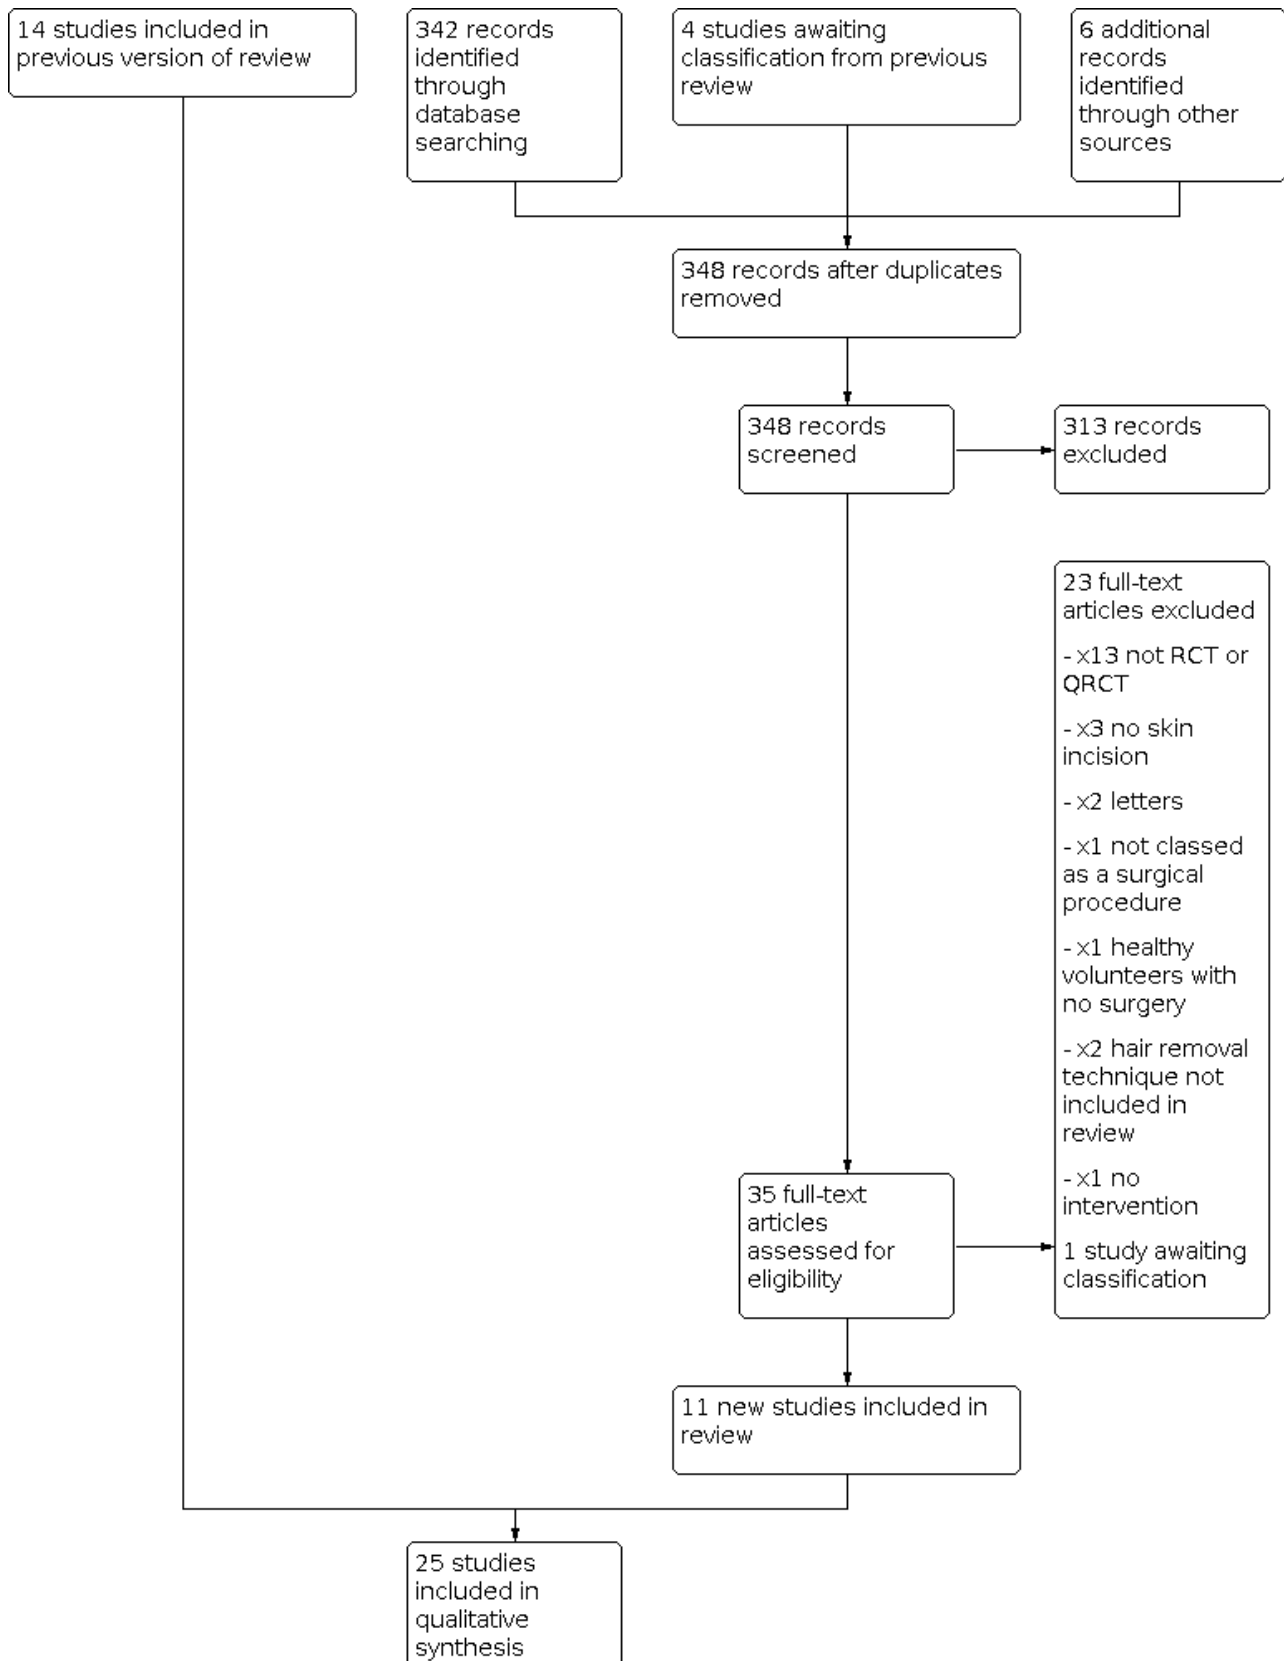 14 studies included in
previous version of review
342 records
identified
through
database
searching
4 studies awaiting
classification from previous
review
6 additional
records
identified
through other
sources
348 records after duplicates
removed
348 records
screened
313 records
excluded
23 full-text
articles excluded
- x13 not RCT or
QRCT
- x3 no skin
incision
- x2 letters
- x1 not classed
as a surgical
procedure
- x1 healthy
volunteers with
no surgery
- x2 hair removal
technique not
included in
review
- x1 no
intervention
1 study awaiting
classification
35 full-text
articles
assessed for
eligibility
11 new studies included in
review
25 studies
included in
qualitative
synthesis